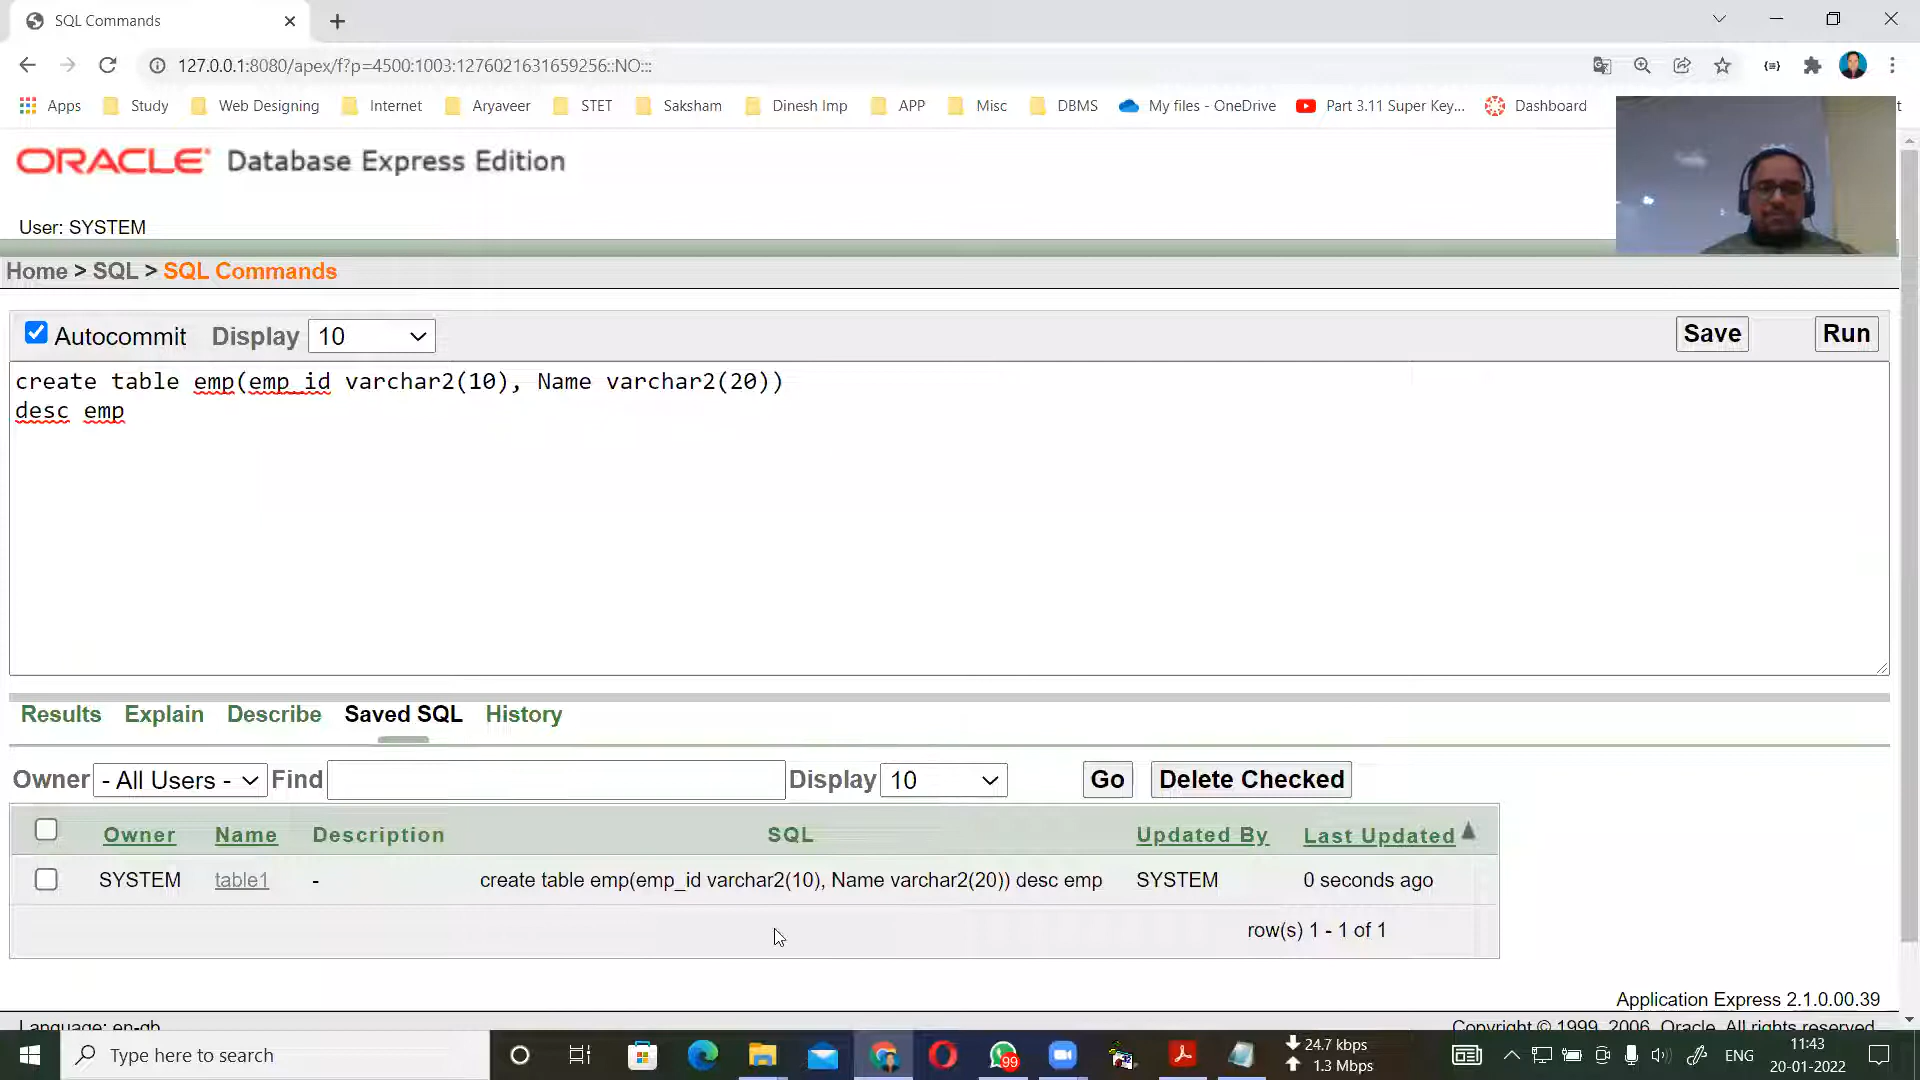 SQL Commands
127.0.0.1:8080/apex/f?p=4500:1003:1276021631659256::NO:::
Apps Study Web Designing Internet Aryaveer STET Saksham Dinesh Imp APP Misc DBMS My files - OneDrive Part 3.11 Super Key... Dashboard
ORACLE Database Express Edition
User: SYSTEM
Home > SQL > SQL Commands
Autocommit Display 10 Save Run
create table emp(emp_id varchar2(10), Name varchar2(20))
desc emp
Results Explain Describe Saved SQL History
Owner - All Users - Find Display 10 Go Delete Checked
Owner Name Description SQL Updated By Last Updated
SYSTEM table1 - create table emp(emp_id varchar2(10), Name varchar2(20)) desc emp SYSTEM 0 seconds ago
row(s) 1 - 1 of 1
Application Express 2.1.0.00.39
Language: en-gb Copyright © 1999, 2006, Oracle. All rights reserved.
Type here to search 99 24.7 kbps ENG 11:43
1.3 Mbps 20-01-2022